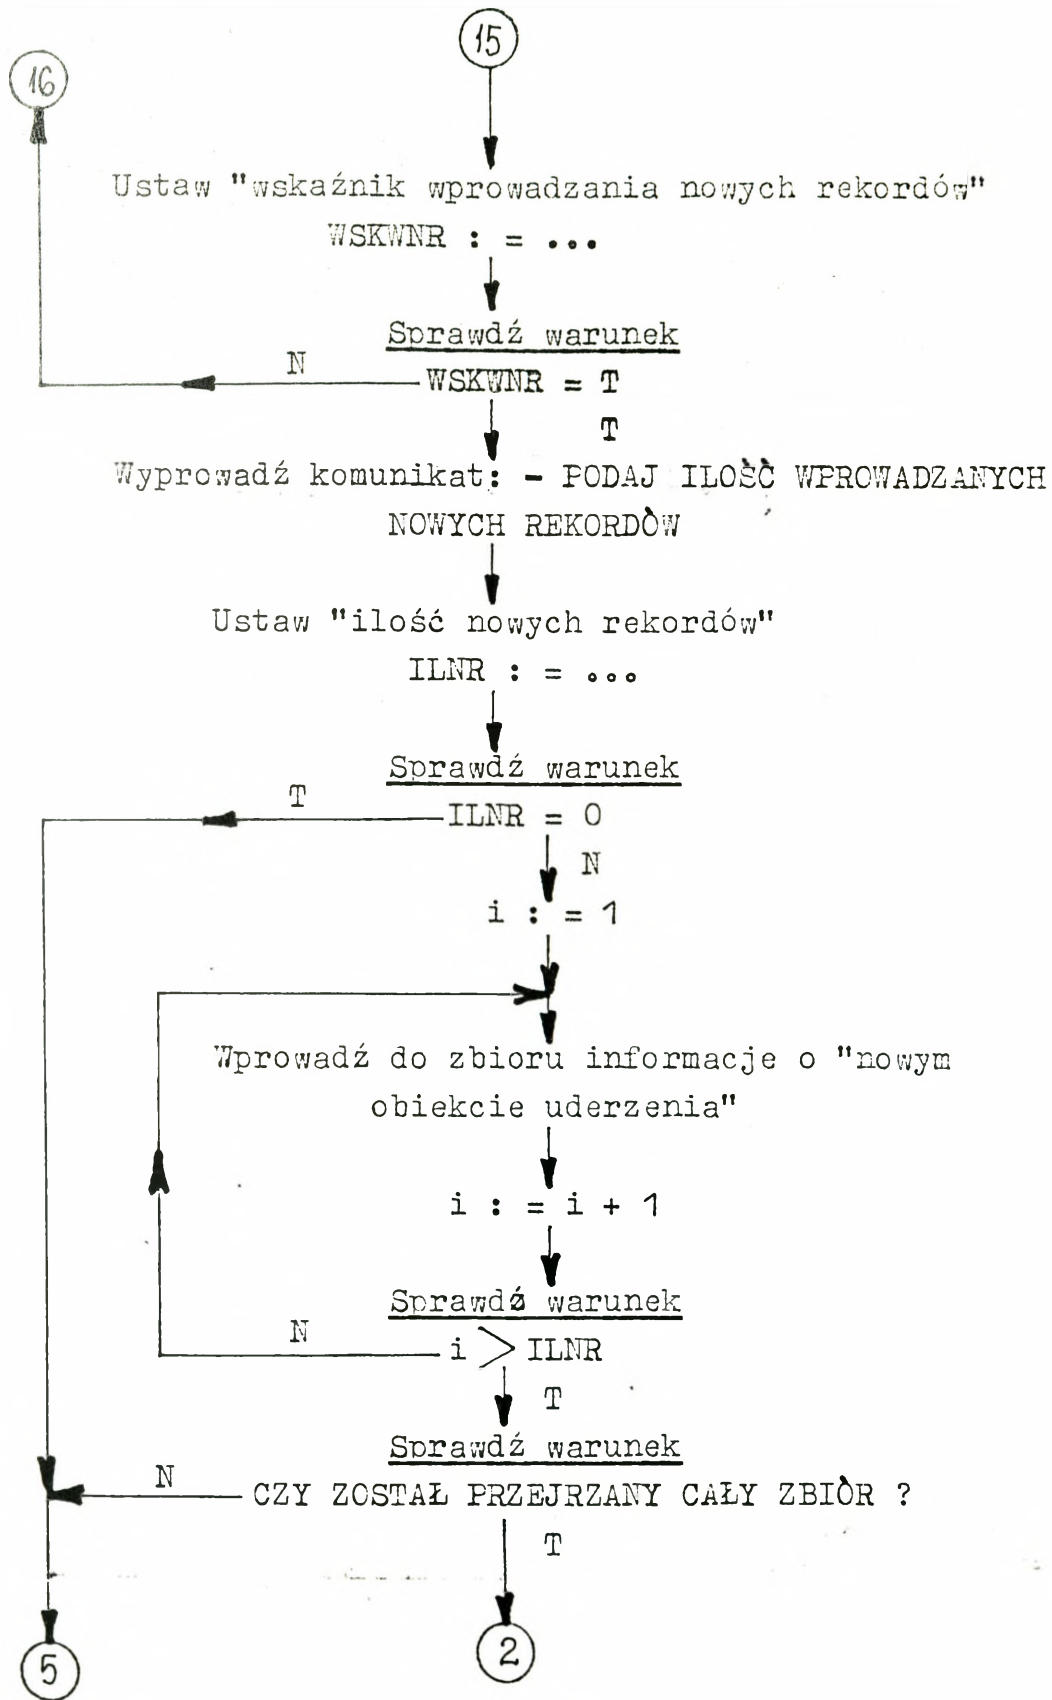 15
16
Ustaw "wskaźnik wprowadzania nowych rekordów"
WSKWNR : = ...
Sprawdź warunek
N
WSKWNR = T
T
Wyprowadź komunikat: - PODAJ ILOŚĆ WPROWADZANYCH
NOWYCH REKORDÓW
Ustaw "ilość nowych rekordów"
ILNR : = ...
Sprawdź warunek
T
ILNR = 0
N
i : = 1
Wprowadź do zbioru informacje o "nowym
obiekcie uderzenia"
i : = i + 1
Sprawdź warunek
N
i > ILNR
T
Sprawdź warunek
N
CZY ZOSTAŁ PRZEJRZANY CAŁY ZBIÓR ?
T
5
2